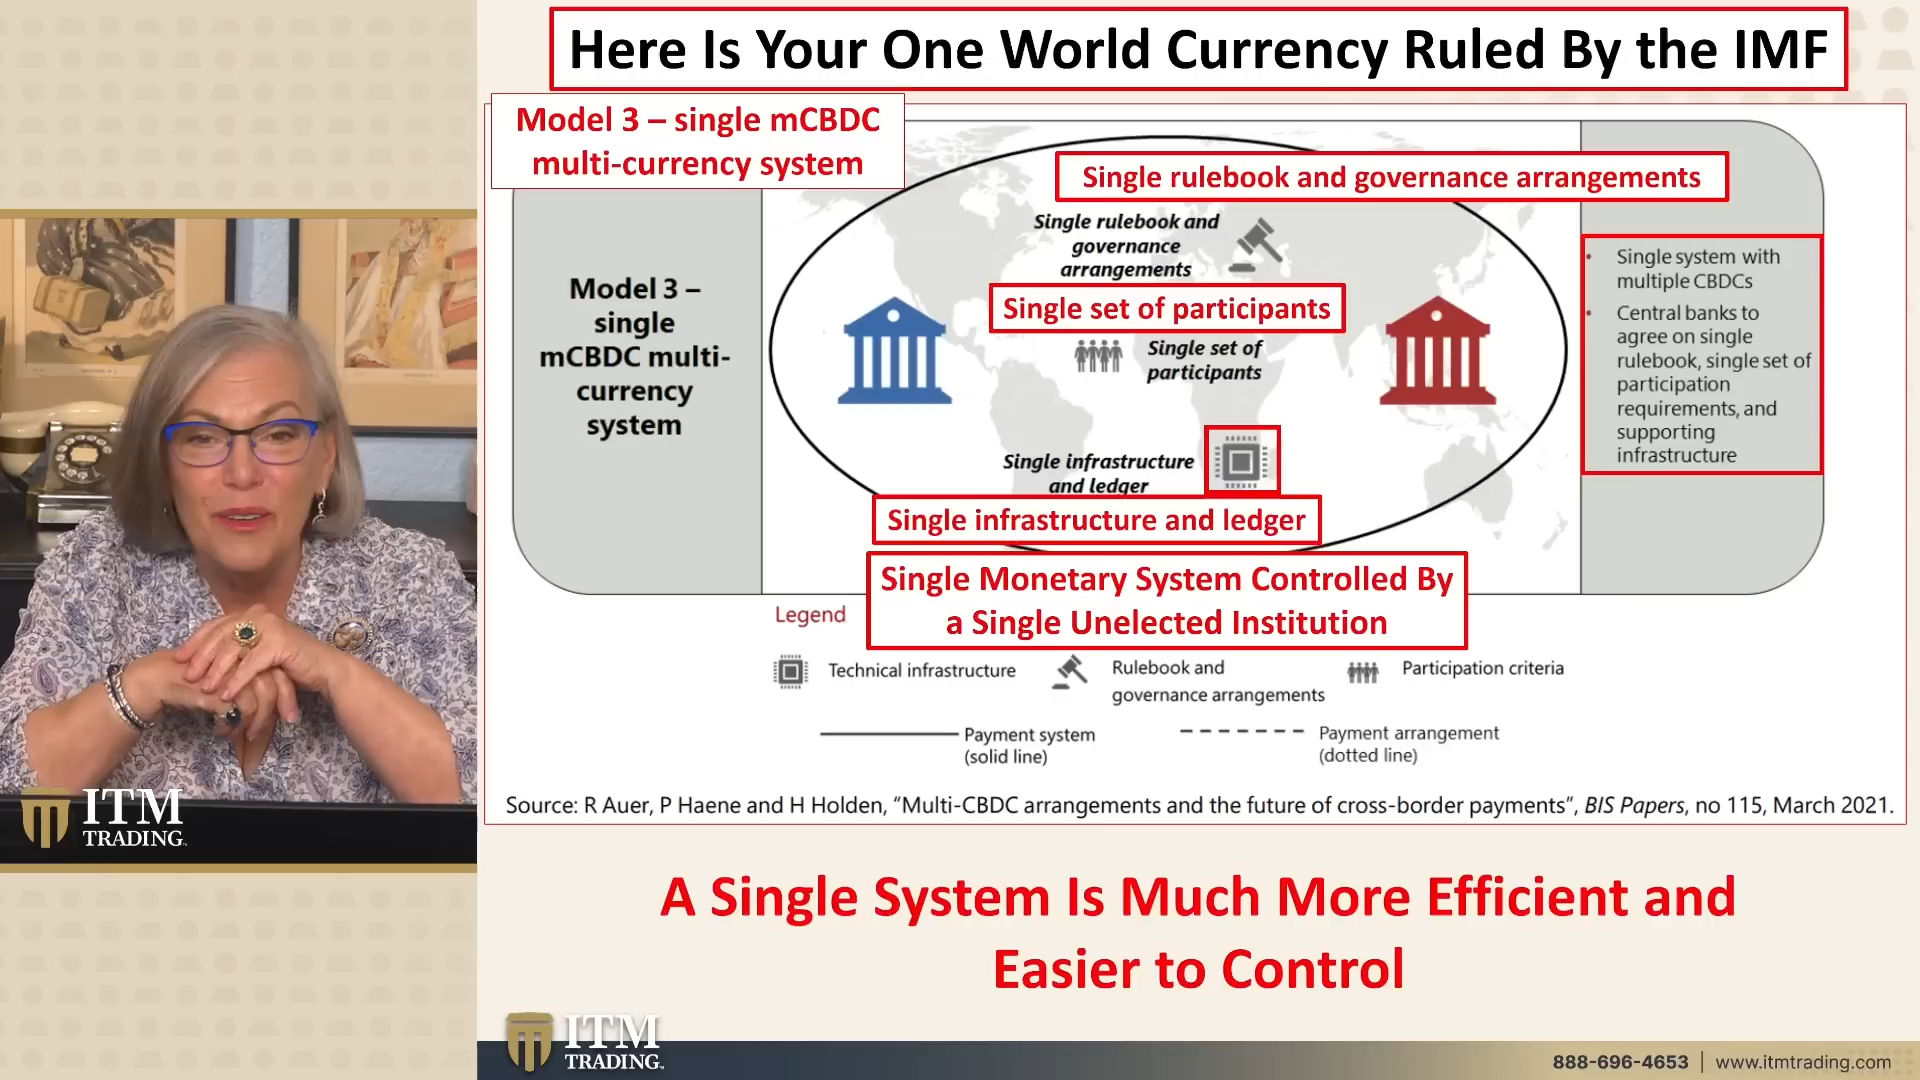 Here Is Your One World Currency Ruled By the IMF
Model 3 – single mCBDC
multi-currency system
Single rulebook and governance arrangements
Single rulebook and
governance
arrangements
Single set of participants
Single set of
participants
Model 3 –
single
mCBDC multi-
currency
system
• Single system with
multiple CBDCs
• Central banks to
agree on single
rulebook, single set of
participation
requirements, and
supporting
infrastructure
Single infrastructure
and ledger
Single infrastructure and ledger
Single Monetary System Controlled By
a Single Unelected Institution
Legend
Technical infrastructure
Rulebook and
governance arrangements
Participation criteria
Payment system
(solid line)
Payment arrangement
(dotted line)
Source: R Auer, P Haene and H Holden, "Multi-CBDC arrangements and the future of cross-border payments", BIS Papers, no 115, March 2021.
ITM
TRADING
A Single System Is Much More Efficient and
Easier to Control
ITM
TRADING
888-696-4653 | www.itmtrading.com